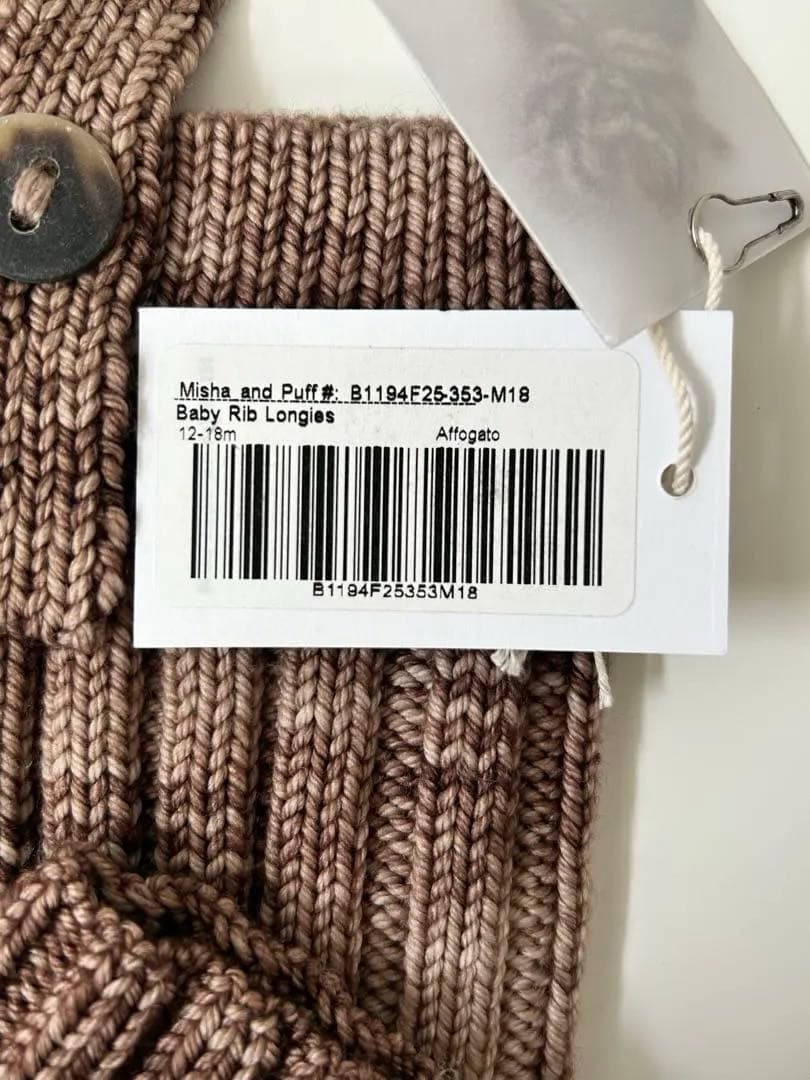 Misha and Puff#: B1194F25-353-M18
Baby Rib Longies
12-18m Affogato
B1194F25353M18